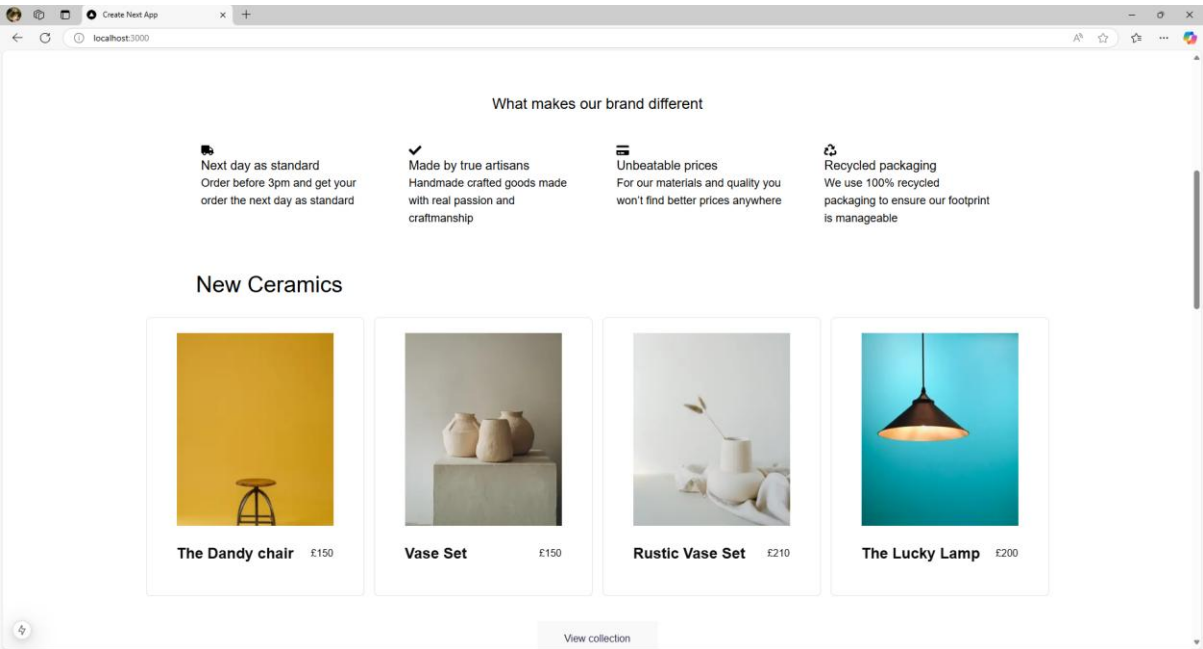 Create Next App
localhost:3000
What makes our brand different
Next day as standard
Order before 3pm and get your
order the next day as standard
Made by true artisans
Handmade crafted goods made
with real passion and
craftmanship
Unbeatable prices
For our materials and quality you
won't find better prices anywhere
Recycled packaging
We use 100% recycled
packaging to ensure our footprint
is manageable
New Ceramics
The Dandy chair £150
Vase Set £150
Rustic Vase Set £210
The Lucky Lamp £200
View collection